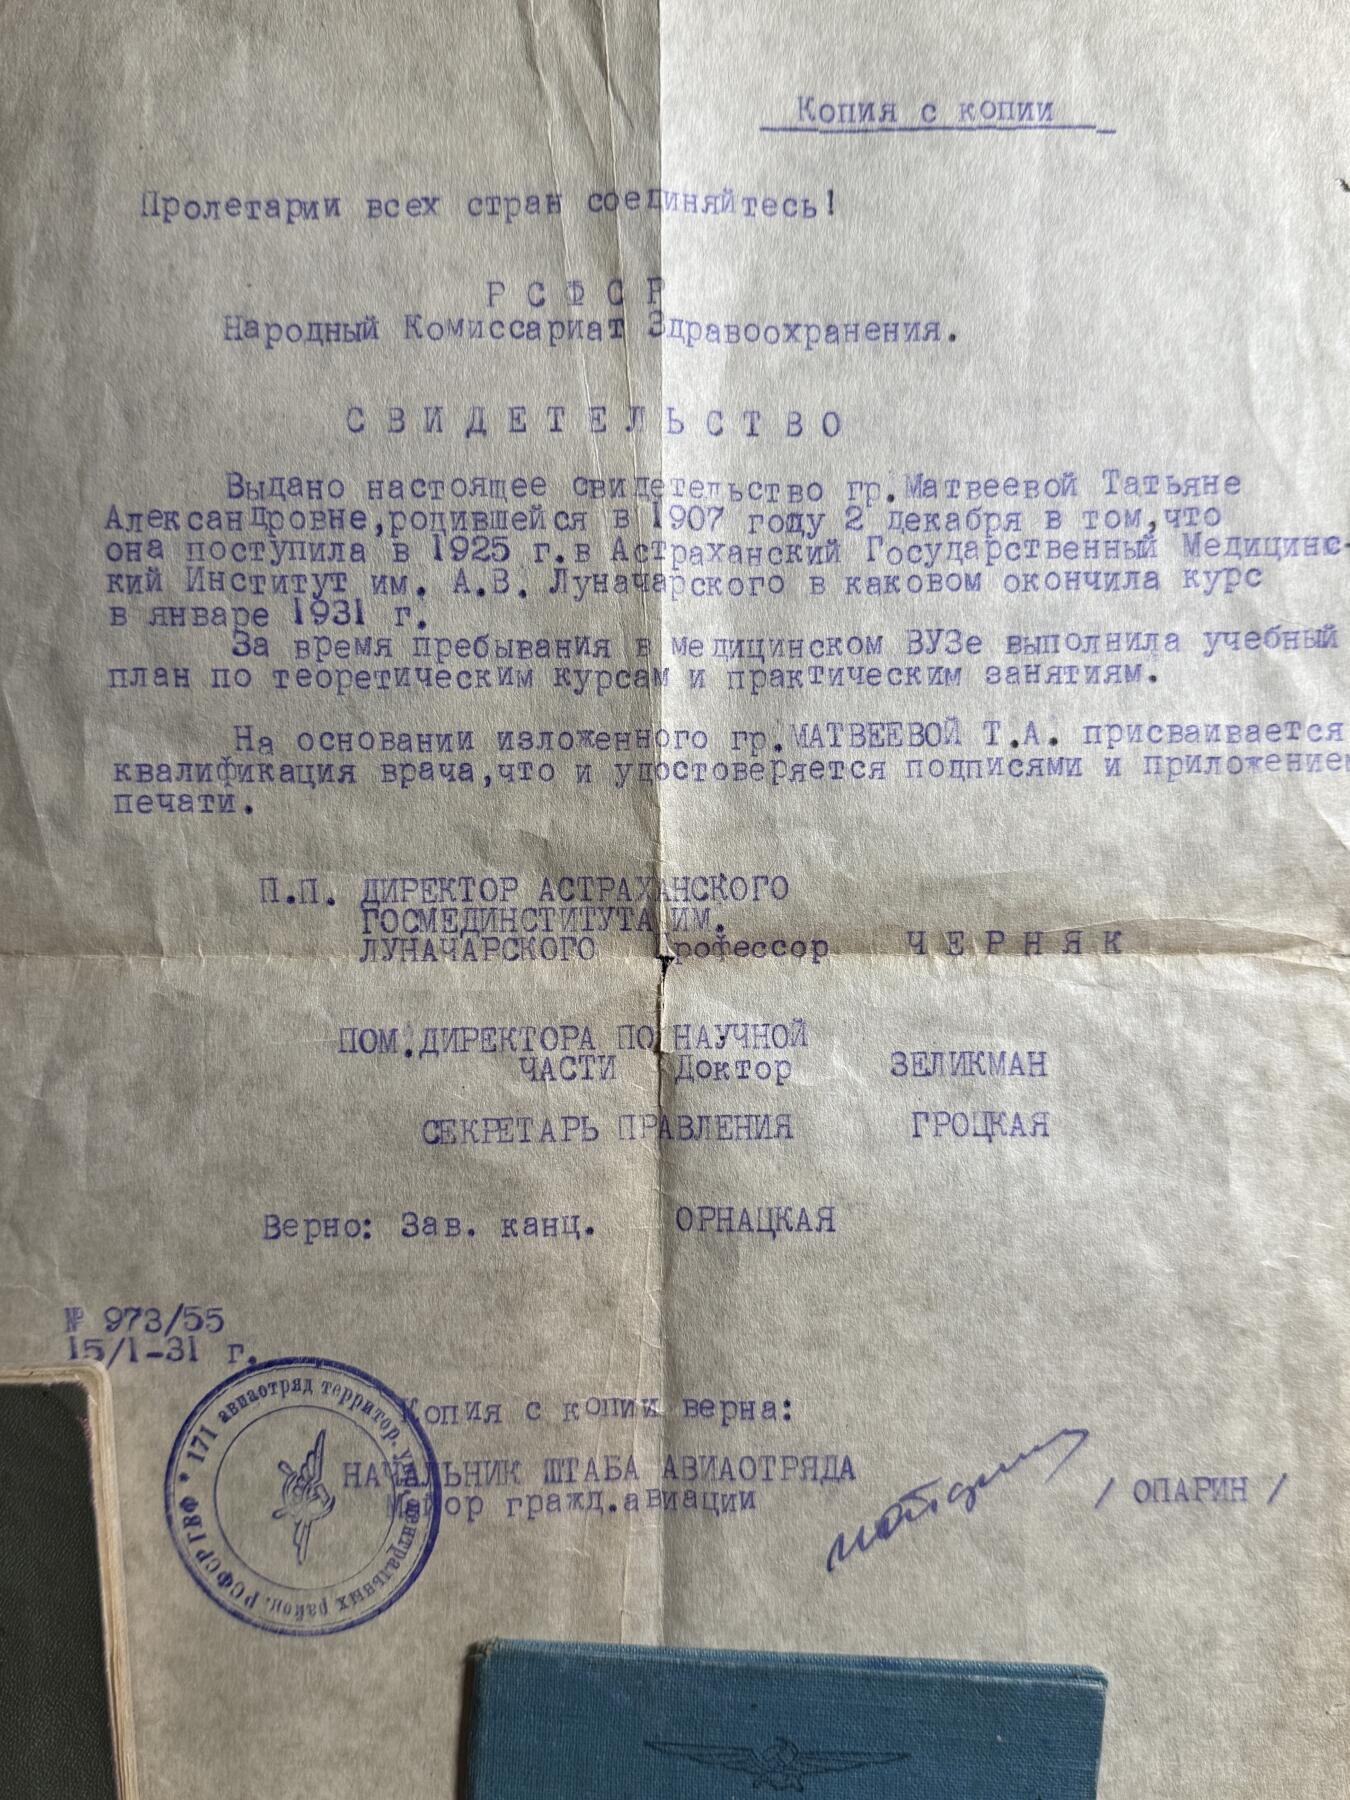 Копия с копии
Пролетарии всех стран соединяйтесь!
Р С Ф С Р
Народный Комиссариат Здравоохранения.
С В И Д Е Т Е Л Ь С Т В О
Выдано настоящее свидетельство гр.Матвеевой Татьяне
Александровне,родившейся в 1907 году 2 декабря в том,что
она поступила в 1925 г.в Астраханский Государственный Медицинс-
кий Институт им. А.В. Луначарского в каковом окончила курс
в январе 1931 г.
За время пребывания в медицинском ВУЗе выполнила учебный
план по теоретическим курсам и практическим занятиям.
На основании изложенного гр.МАТВЕЕВОЙ Т.А. присваивается
квалификация врача,что и удостоверяется подписями и приложением
печати.
П.П. ДИРЕКТОР АСТРАХАНСКОГО
ГОСМЕДИНСТИТУТА ИМ.
ЛУНАЧАРСКОГО рофессор Ч Е Р Н Я К
ПОМ.ДИРЕКТОРА ПО НАУЧНОЙ
ЧАСТИ Доктор ЗЕЛИКМАН
СЕКРЕТАРЬ ПРАВЛЕНИЯ ГРОЦКАЯ
Верно: Зав. канц. ОРНАЦКАЯ
№ 973/55
15/1-31 г.
Копия с копии верна:
НАЧАЛЬНИК ШТАБА АВИАОТРЯДА
Майор гражд.авиации / ОПАРИН /
* 171 авиаотряд территор. упр. центральных район. РСФСР ГВФ